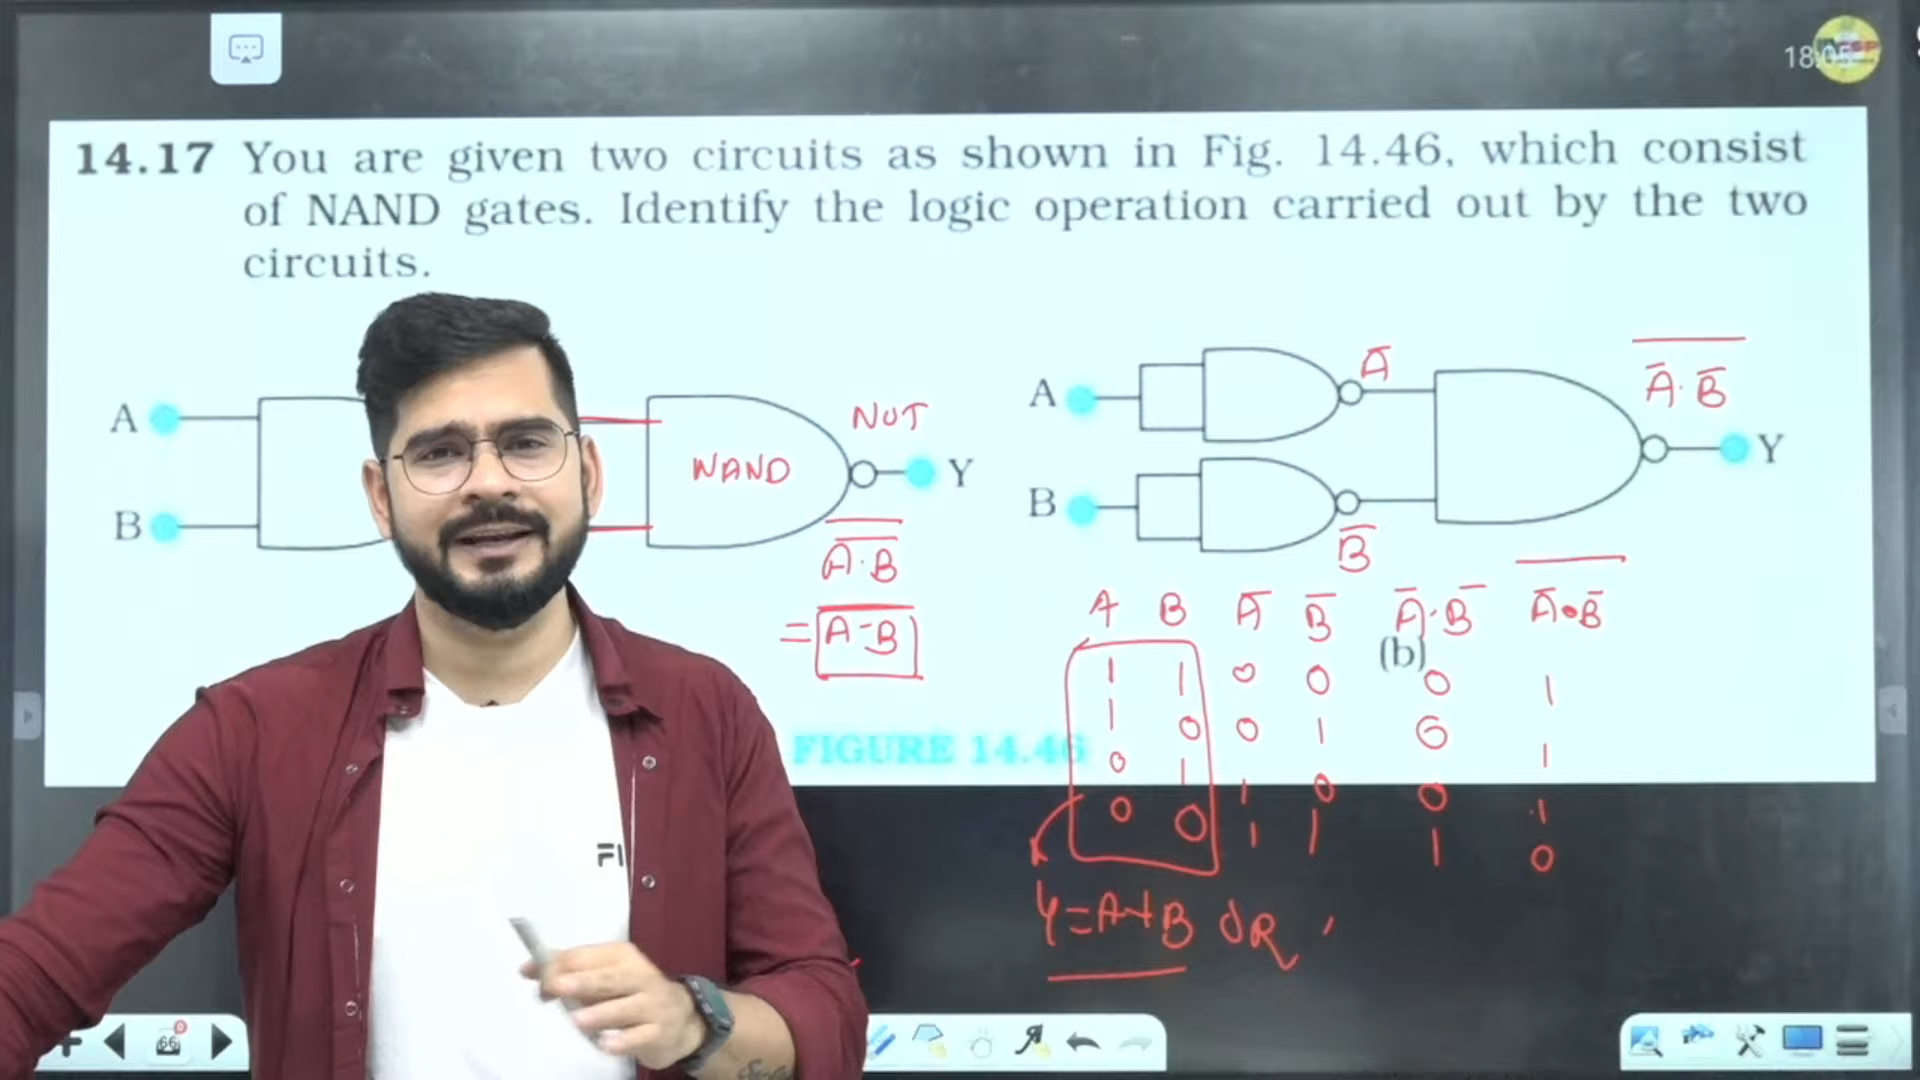 18:05
14.17 You are given two circuits as shown in Fig. 14.46, which consist
of NAND gates. Identify the logic operation carried out by the two
circuits.
A
B
NAND
NOT
Y
A̅·̅B̅
= A·B
A
B
A̅
B̅
A̅·B̅
Y
(b)
A B A̅ B̅ A̅·B̅ A̅·B̅
1 1 0 0 0 1
1 0 0 1 0 1
0 1 1 0 0 1
0 0 1 1 1 0
Y=A+B OR
FIGURE 14.46
FI
66